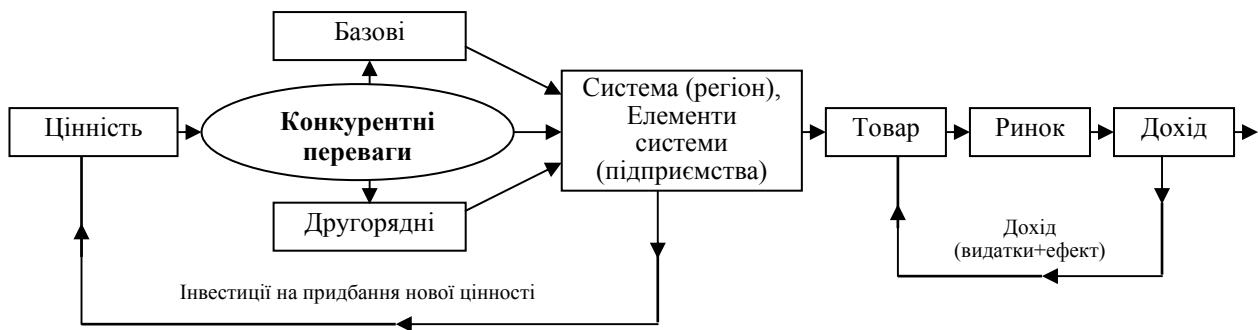 Базові
Цінність
Конкурентні
переваги
Другорядні
Система (регіон),
Елементи
системи
(підприємства)
Товар
Ринок
Дохід
Дохід
(видатки+ефект)
Інвестиції на придбання нової цінності